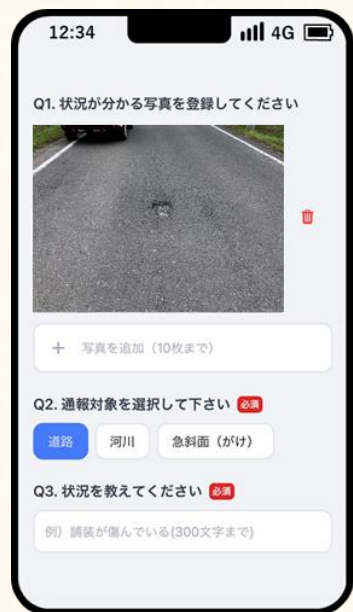 12:34 4G
Q1. 状況が分かる写真を登録してください
+ 写真を追加（10枚まで）
Q2. 通報対象を選択して下さい 必須
道路 河川 急斜面（がけ）
Q3. 状況を教えてください 必須
例）舗装が傷んでいる(300文字まで)